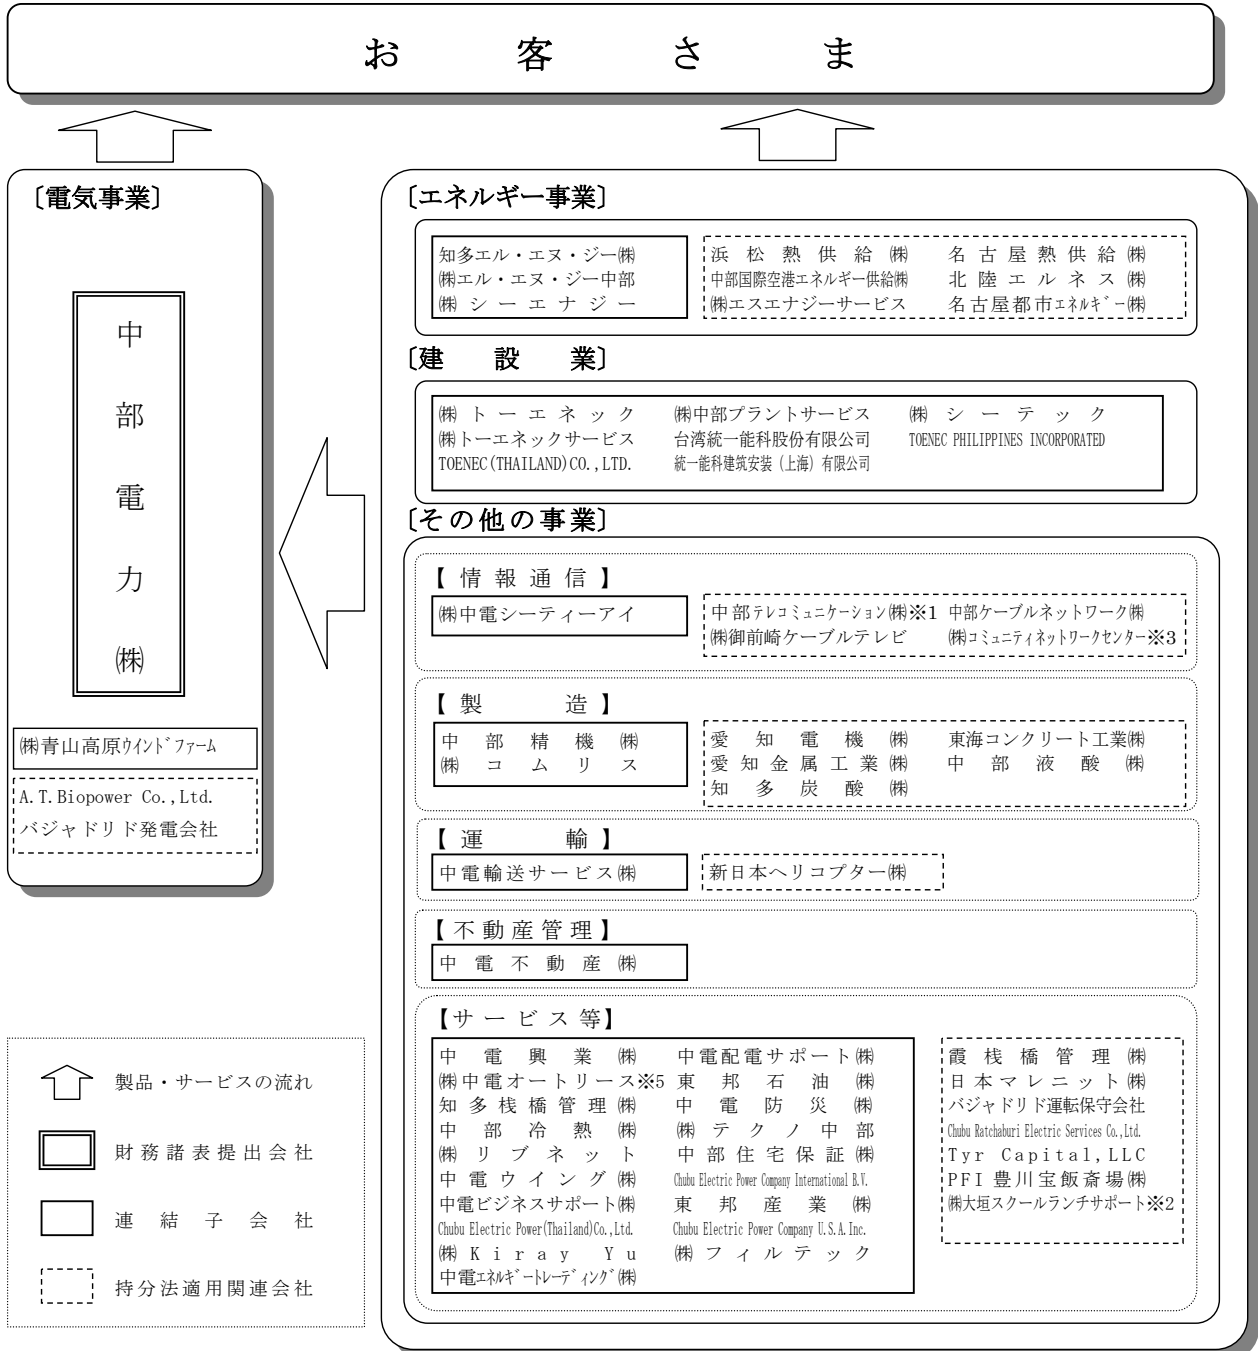 お客さま
〔電気事業〕
中部電力㈱
㈱青山高原ｳｲﾝﾄﾞﾌｧｰﾑ
A.T.Biopower Co.,Ltd.
バジャドリド発電会社
製品・サービスの流れ
財務諸表提出会社
連結子会社
持分法適用関連会社
〔エネルギー事業〕
知多エル・エヌ・ジー㈱
㈱エル・エヌ・ジー中部
㈱シーエナジー
浜松熱供給㈱ 名古屋熱供給㈱
中部国際空港エネルギー供給㈱ 北陸エルネス㈱
㈱エスエナジーサービス 名古屋都市ｴﾈﾙｷﾞｰ㈱
〔建設業〕
㈱トーエネック ㈱中部プラントサービス ㈱シーテック
㈱トーエネックサービス 台湾統一能科股份有限公司 TOENEC PHILIPPINES INCORPORATED
TOENEC(THAILAND)CO.,LTD. 統一能科建筑安装（上海）有限公司
〔その他の事業〕
【情報通信】
㈱中電シーティーアイ
中部ﾃﾚｺﾐｭﾆｹｰｼｮﾝ㈱※1 中部ケーブルネットワーク㈱
㈱御前崎ケーブルテレビ ㈱ｺﾐｭﾆﾃｨﾈｯﾄﾜｰｸｾﾝﾀｰ※3
【製造】
中部精機㈱
㈱コムリス
愛知電機㈱ 東海コンクリート工業㈱
愛知金属工業㈱ 中部液酸㈱
知多炭酸㈱
【運輸】
中電輸送サービス㈱
新日本ヘリコプター㈱
【不動産管理】
中電不動産㈱
【サービス等】
中電興業㈱ 中電配電サポート㈱
㈱中電オートリース※5 東邦石油㈱
知多桟橋管理㈱ 中電防災㈱
中部冷熱㈱ ㈱テクノ中部
㈱リブネット 中部住宅保証㈱
中電ウイング㈱ Chubu Electric Power Company International B.V.
中電ビジネスサポート㈱ 東邦産業㈱
Chubu Electric Power(Thailand)Co.,Ltd. Chubu Electric Power Company U.S.A.Inc.
㈱Kiray Yu ㈱フィルテック
中電ｴﾈﾙｷﾞｰﾄﾚｰﾃﾞｨﾝｸﾞ㈱
霞桟橋管理㈱
日本マレニット㈱
バジャドリド運転保守会社
Chubu Ratchaburi Electric Services Co.,Ltd.
Tyr Capital,LLC
PFI豊川宝飯斎場㈱
㈱大垣スクールランチサポート※2